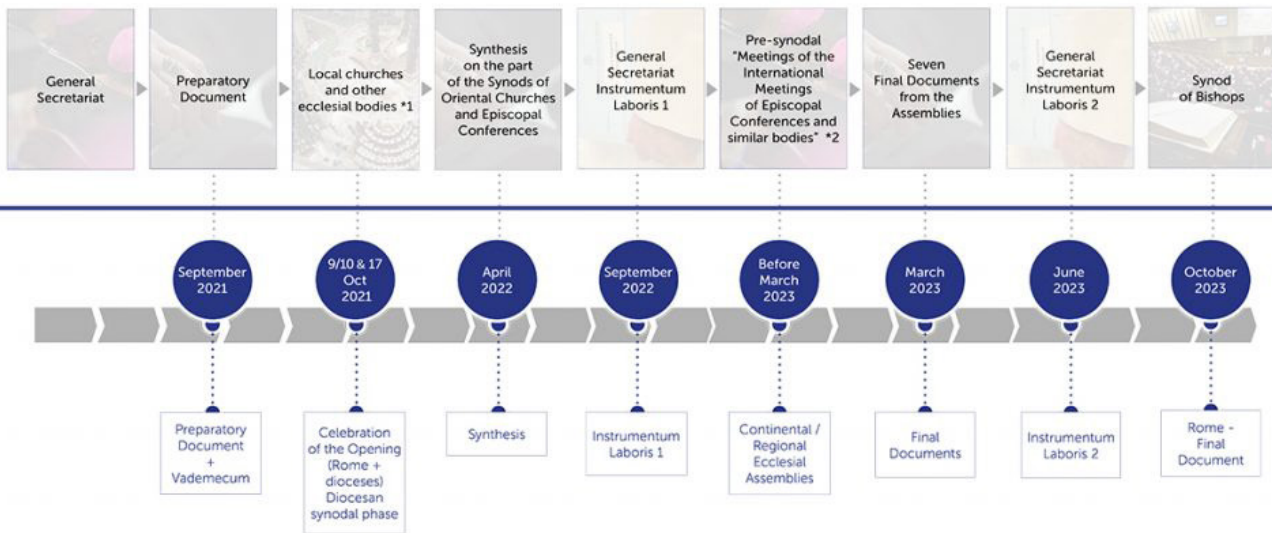 General
Secretariat
Preparatory
Document
Local churches
and other
ecclesial bodies *1
Synthesis
on the part
of the Synods of
Oriental Churches
and Episcopal
Conferences
General
Secretariat
Instrumentum
Laboris 1
Pre-synodal
"Meetings of the
International
Meetings
of Episcopal
Conferences and
similar bodies" *2
Seven
Final Documents
from the
Assemblies
General
Secretariat
Instrumentum
Laboris 2
Synod
of Bishops
September
2021
9/10 & 17
Oct
2021
April
2022
September
2022
Before
March
2023
March
2023
June
2023
October
2023
Preparatory
Document
+
Vademecum
Celebration
of the Opening
(Rome +
dioceses)
Diocesan
synodal phase
Synthesis
Instrumentum
Laboris 1
Continental /
Regional
Ecclesial
Assemblies
Final
Documents
Instrumentum
Laboris 2
Rome -
Final
Document